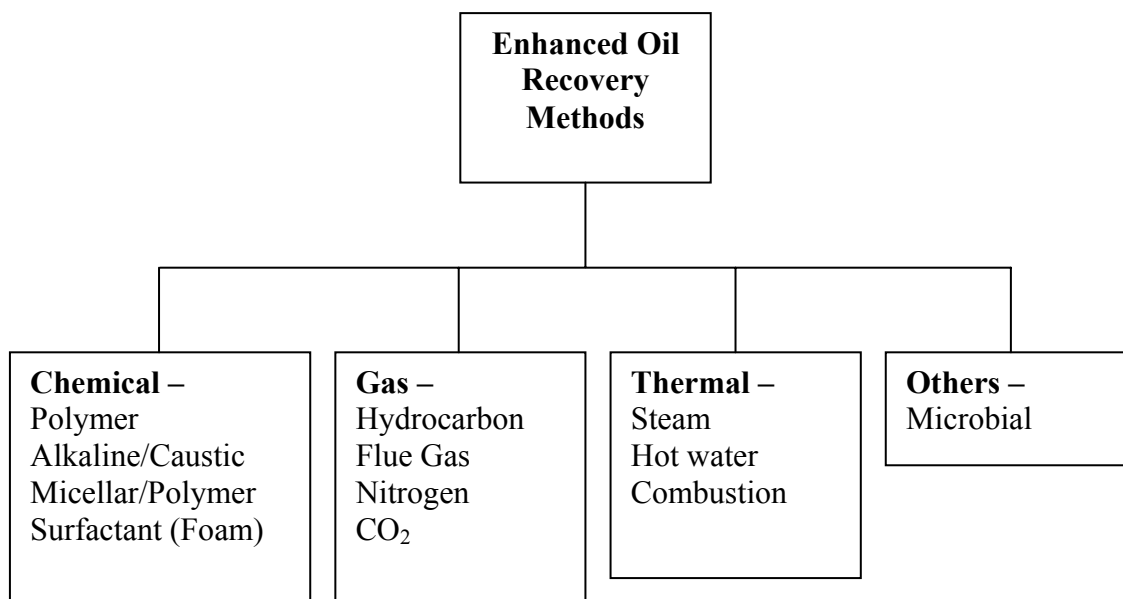 Enhanced Oil
Recovery
Methods
Chemical –
Polymer
Alkaline/Caustic
Micellar/Polymer
Surfactant (Foam)
Gas –
Hydrocarbon
Flue Gas
Nitrogen
CO₂
Thermal –
Steam
Hot water
Combustion
Others –
Microbial